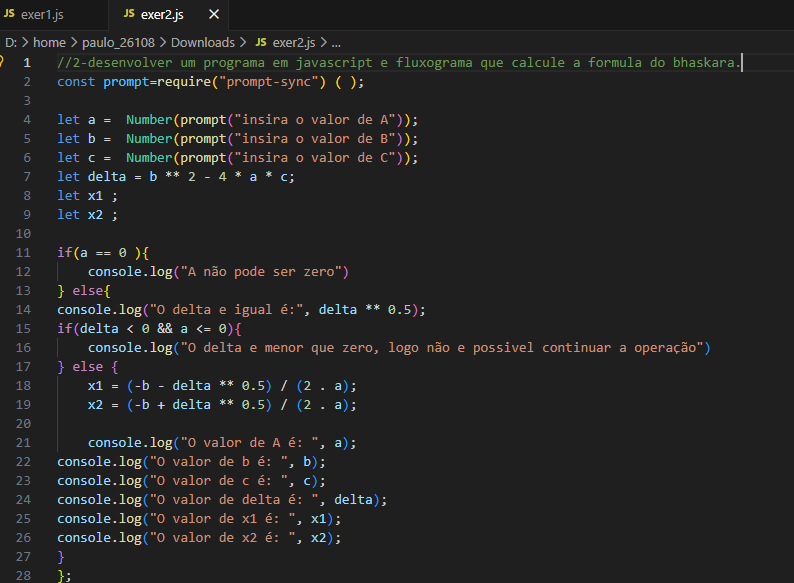 JS exer1.js JS exer2.js ×
D: > home > paulo_26108 > Downloads > JS exer2.js > ...
1 //2-desenvolver um programa em javascript e fluxograma que calcule a formula do bhaskara.
2 const prompt=require("prompt-sync") ( );
3
4 let a =  Number(prompt("insira o valor de A"));
5 let b =  Number(prompt("insira o valor de B"));
6 let c =  Number(prompt("insira o valor de C"));
7 let delta = b ** 2 - 4 * a * c;
8 let x1 ;
9 let x2 ;
10
11 if(a == 0 ){
12     console.log("A não pode ser zero")
13 } else{
14 console.log("O delta e igual é:", delta ** 0.5);
15 if(delta < 0 && a <= 0){
16     console.log("O delta e menor que zero, logo não e possivel continuar a operação")
17 } else {
18     x1 = (-b - delta ** 0.5) / (2 . a);
19     x2 = (-b + delta ** 0.5) / (2 . a);
20
21     console.log("O valor de A é: ", a);
22 console.log("O valor de b é: ", b);
23 console.log("O valor de c é: ", c);
24 console.log("O valor de delta é: ", delta);
25 console.log("O valor de x1 é: ", x1);
26 console.log("O valor de x2 é: ", x2);
27 }
28 };